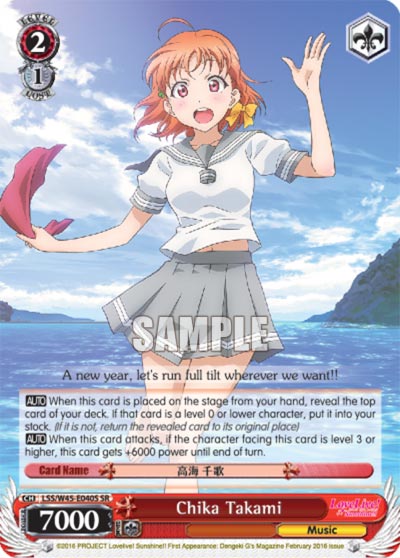 LEVEL
2
1
COST
SAMPLE
A new year, let's run full tilt wherever we want!!
AUTO When this card is placed on the stage from your hand, reveal the top
card of your deck. If that card is a level 0 or lower character, put it into your
stock. (If it is not, return the revealed card to its original place)
AUTO When this card attacks, if the character facing this card is level 3 or
higher, this card gets +6000 power until end of turn.
Card Name 高海 千歌
CH LSS/W45-E040S SR
7000
Chika Takami
Music
LoveLive!
Sunshine!!
©2016 PROJECT Lovelive! Sunshine!! First Appearance: Dengeki G's Magazine February 2016 issue